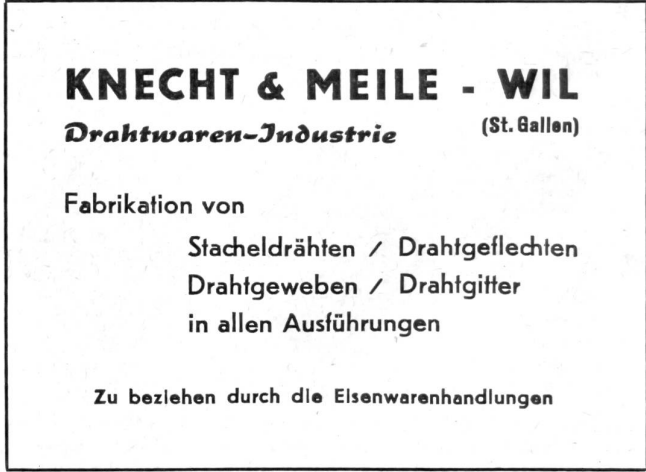 KNECHT & MEILE - WIL
Drahtwaren-Industrie (St. Gallen)
Fabrikation von
Stacheldrähten / Drahtgeflechten
Drahtgeweben / Drahtgitter
in allen Ausführungen
Zu beziehen durch die Eisenwarenhandlungen